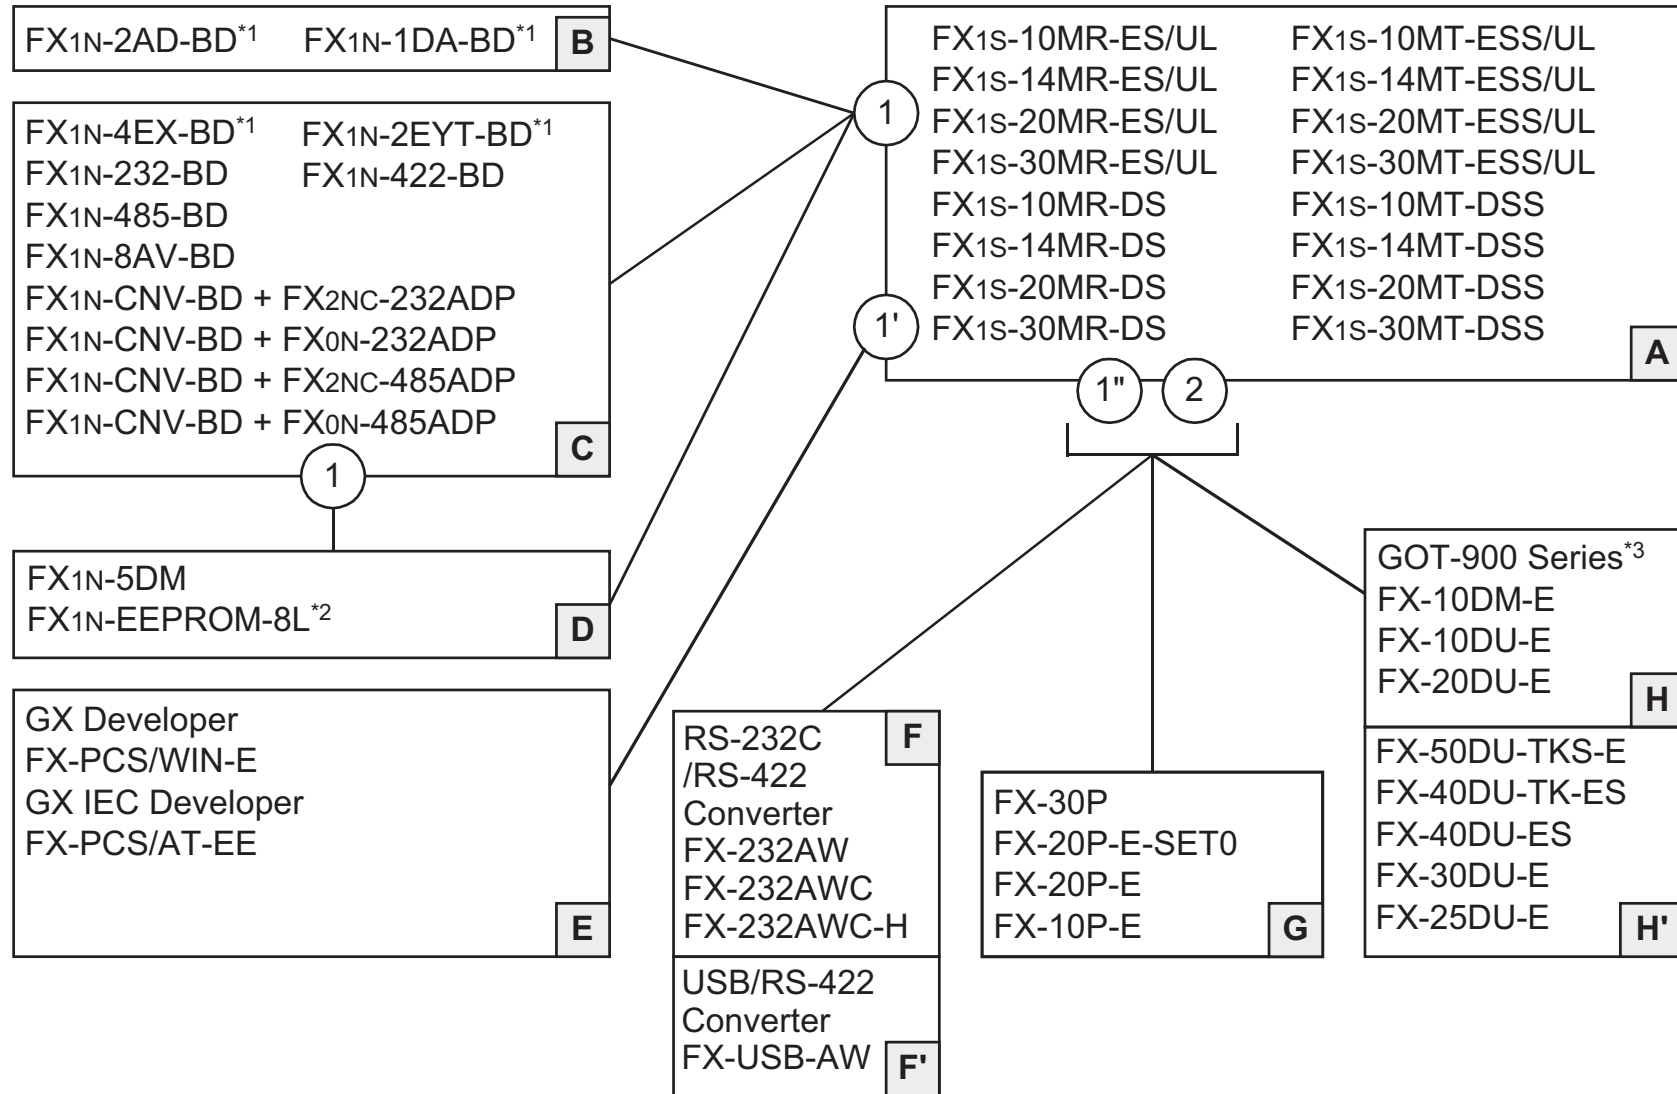 FX1N-2AD-BD*1 FX1N-1DA-BD*1
B
FX1N-4EX-BD*1 FX1N-2EYT-BD*1
FX1N-232-BD FX1N-422-BD
FX1N-485-BD
FX1N-8AV-BD
FX1N-CNV-BD + FX2NC-232ADP
FX1N-CNV-BD + FX0N-232ADP
FX1N-CNV-BD + FX2NC-485ADP
FX1N-CNV-BD + FX0N-485ADP
C
1
FX1N-5DM
FX1N-EEPROM-8L*2
D
GX Developer
FX-PCS/WIN-E
GX IEC Developer
FX-PCS/AT-EE
E
1
1'
FX1S-10MR-ES/UL FX1S-10MT-ESS/UL
FX1S-14MR-ES/UL FX1S-14MT-ESS/UL
FX1S-20MR-ES/UL FX1S-20MT-ESS/UL
FX1S-30MR-ES/UL FX1S-30MT-ESS/UL
FX1S-10MR-DS FX1S-10MT-DSS
FX1S-14MR-DS FX1S-14MT-DSS
FX1S-20MR-DS FX1S-20MT-DSS
FX1S-30MR-DS FX1S-30MT-DSS
A
1" 2
RS-232C
/RS-422
Converter
FX-232AW
FX-232AWC
FX-232AWC-H
F
USB/RS-422
Converter
FX-USB-AW
F'
FX-30P
FX-20P-E-SET0
FX-20P-E
FX-10P-E
G
GOT-900 Series*3
FX-10DM-E
FX-10DU-E
FX-20DU-E
H
FX-50DU-TKS-E
FX-40DU-TK-ES
FX-40DU-ES
FX-30DU-E
FX-25DU-E
H'